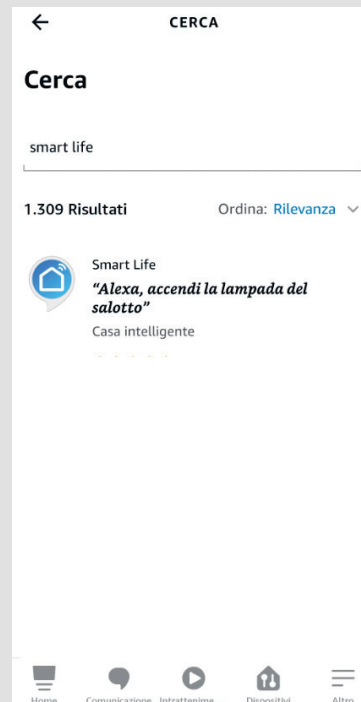 CERCA
Cerca
smart life
1.309 Risultati
Ordina: Rilevanza
Smart Life
“Alexa, accendi la lampada del
salotto”
Casa intelligente
Home Comunicazione Intrattenime Dispositivi Altro